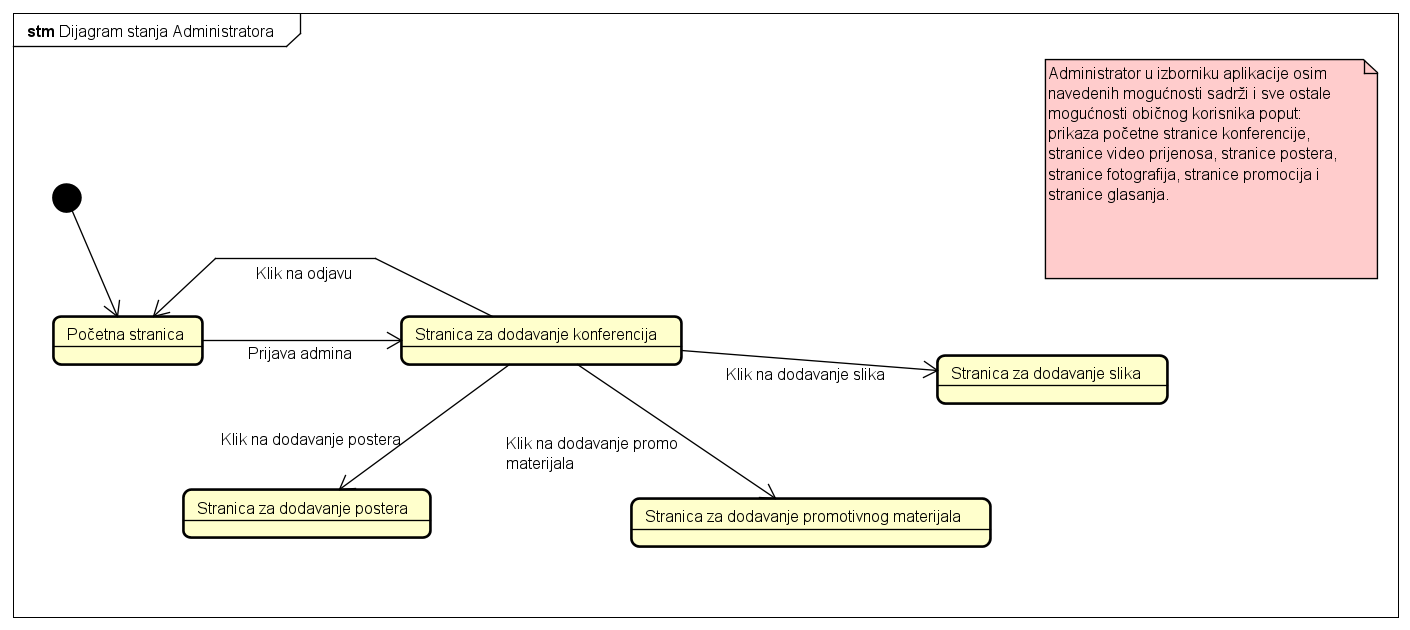 stm Dijagram stanja Administratora
Administrator u izborniku aplikacije osim
navedenih mogućnosti sadrži i sve ostale
mogućnosti običnog korisnika poput:
prikaza početne stranice konferencije,
stranice video prijenosa, stranice postera,
stranice fotografija, stranice promocija i
stranice glasanja.
Klik na odjavu
Početna stranica
Prijava admina
Stranica za dodavanje konferencija
Klik na dodavanje slika
Stranica za dodavanje slika
Klik na dodavanje postera
Klik na dodavanje promo
materijala
Stranica za dodavanje postera
Stranica za dodavanje promotivnog materijala